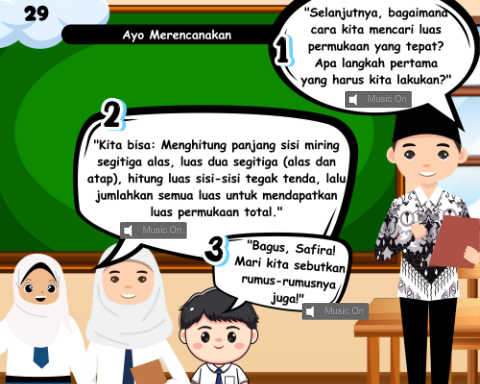 29
Ayo Merencanakan
1
"Selanjutnya, bagaimana
cara kita mencari luas
permukaan yang tepat?
Apa langkah pertama
yang harus kita lakukan?"
Music On
2
"Kita bisa: Menghitung panjang sisi miring
segitiga alas, luas dua segitiga (alas dan
atap), hitung luas sisi-sisi tegak tenda, lalu
jumlahkan semua luas untuk mendapatkan
luas permukaan total."
Music On
3
"Bagus, Safira!
Mari kita sebutkan
rumus-rumusnya
juga!"
Music On